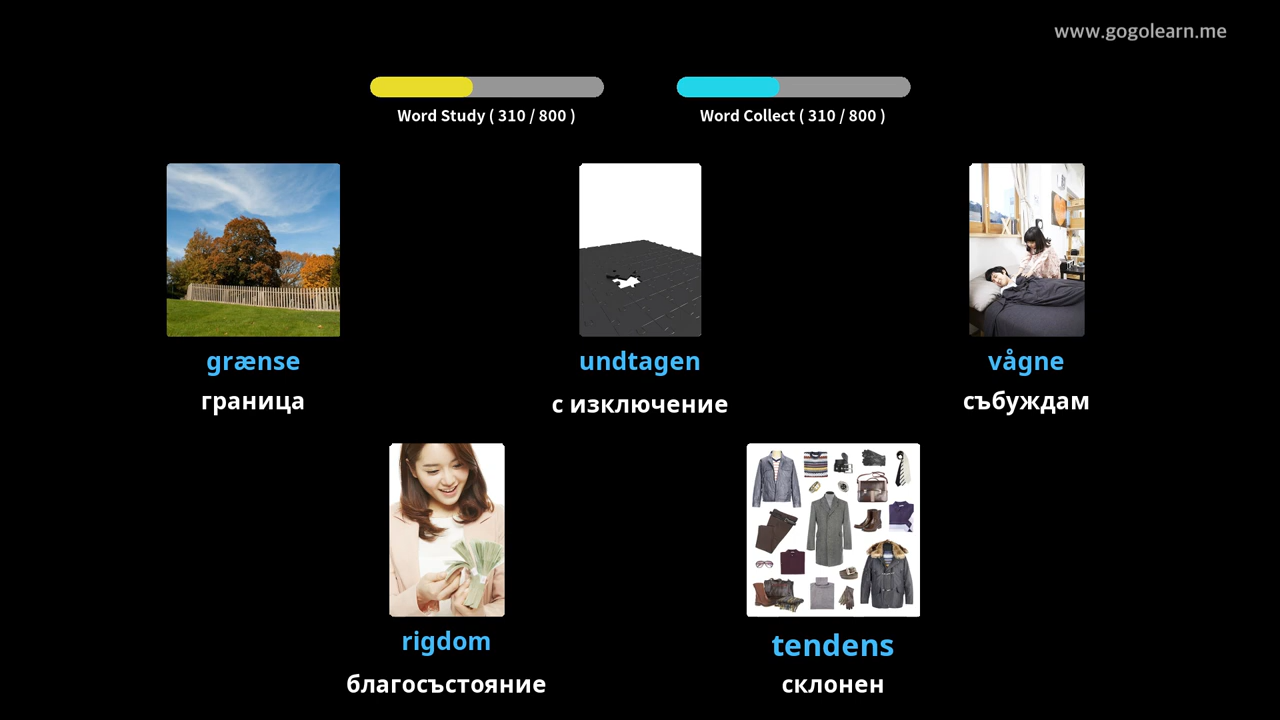 www.gogolearn.me
Word Study ( 310 / 800 )
Word Collect ( 310 / 800 )
grænse
undtagen
vågne
граница
с изключение
събуждам
rigdom
tendens
благосъстояние
склонен